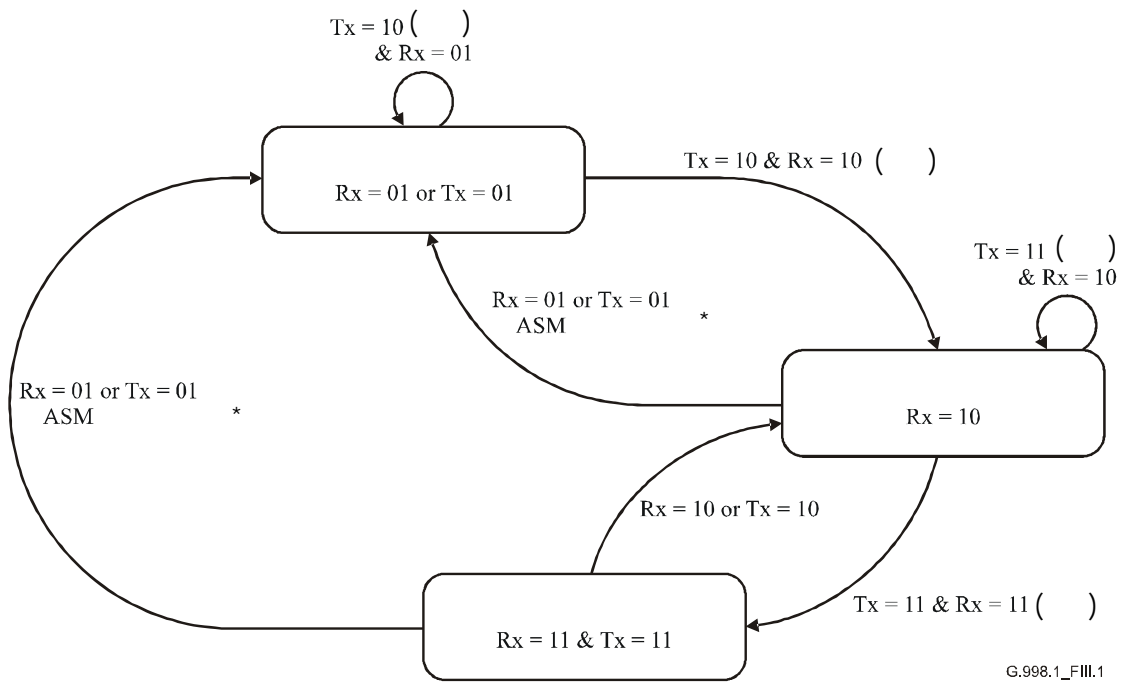 Tx = 10 (      )
& Rx = 01
Rx = 01 or Tx = 01
Tx = 10 & Rx = 10 (      )
Tx = 11 (      )
& Rx = 10
Rx = 01 or Tx = 01
ASM *
Rx = 01 or Tx = 01
ASM *
Rx = 10
Rx = 10 or Tx = 10
Tx = 11 & Rx = 11 (      )
Rx = 11 & Tx = 11
G.998.1_FIII.1